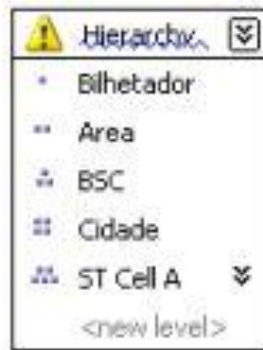 Hierarchy
Bilhetador
Area
BSC
Cidade
ST Cell A
<new level>